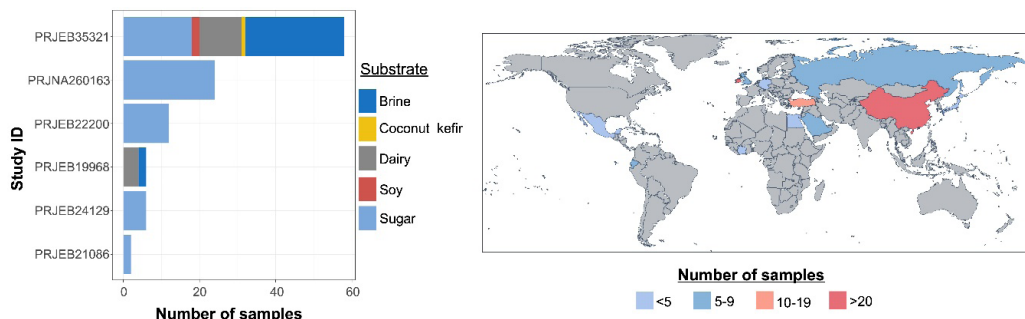 PRJEB35321
PRJNA260163
PRJEB22200
PRJEB19968
PRJEB24129
PRJEB21086
Study ID
0 20 40 60
Number of samples
Substrate
Brine
Coconut kefir
Dairy
Soy
Sugar
Number of samples
<5 5-9 10-19 >20